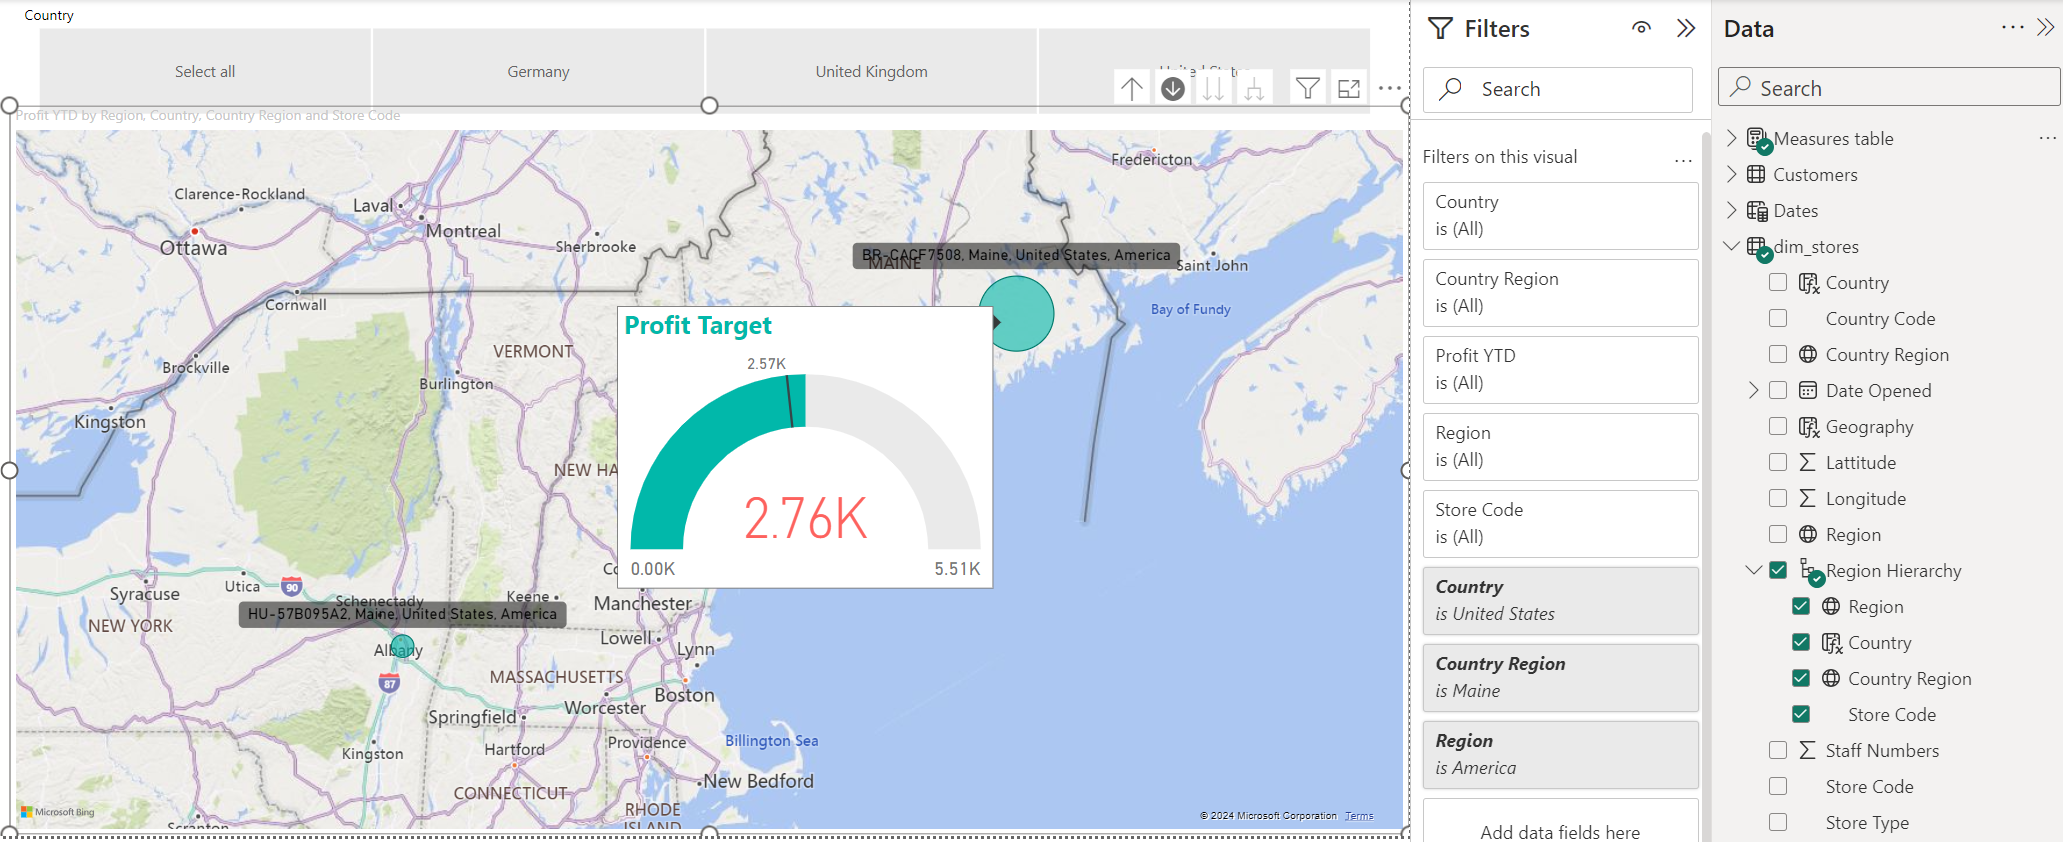 Country
Select all
Germany
United Kingdom
United States
Profit YTD by Region, Country, Country Region and Store Code
Clarence-Rockland
Laval
Ottawa
Montreal
Sherbrooke
Fredericton
BR-CACF7508, Maine, United States, America
MAINE
Saint John
Cornwall
Bay of Fundy
Profit Target
2.57K
2.76K
0.00K
5.51K
VERMONT
Brockville
Burlington
Kingston
NEW HA
Co
Utica
90
Syracuse
Schenectady
Keene
Manchester
HU-57B095A2, Maine, United States, America
NEW YORK
Lowell
Albany
Lynn
87
MASSACHUSETTS
Boston
Springfield
Worcester
Kingston
Hartford
Providence
Billington Sea
New Bedford
CONNECTICUT
RHODE
ISLAND
Scranton
Microsoft Bing
© 2024 Microsoft Corporation Terms
Filters
Search
Filters on this visual
Country
is (All)
Country Region
is (All)
Profit YTD
is (All)
Region
is (All)
Store Code
is (All)
Country
is United States
Country Region
is Maine
Region
is America
Add data fields here
Data
Search
Measures table
Customers
Dates
dim_stores
Country
Country Code
Country Region
Date Opened
Geography
Lattitude
Longitude
Region
Region Hierarchy
Region
Country
Country Region
Store Code
Staff Numbers
Store Code
Store Type